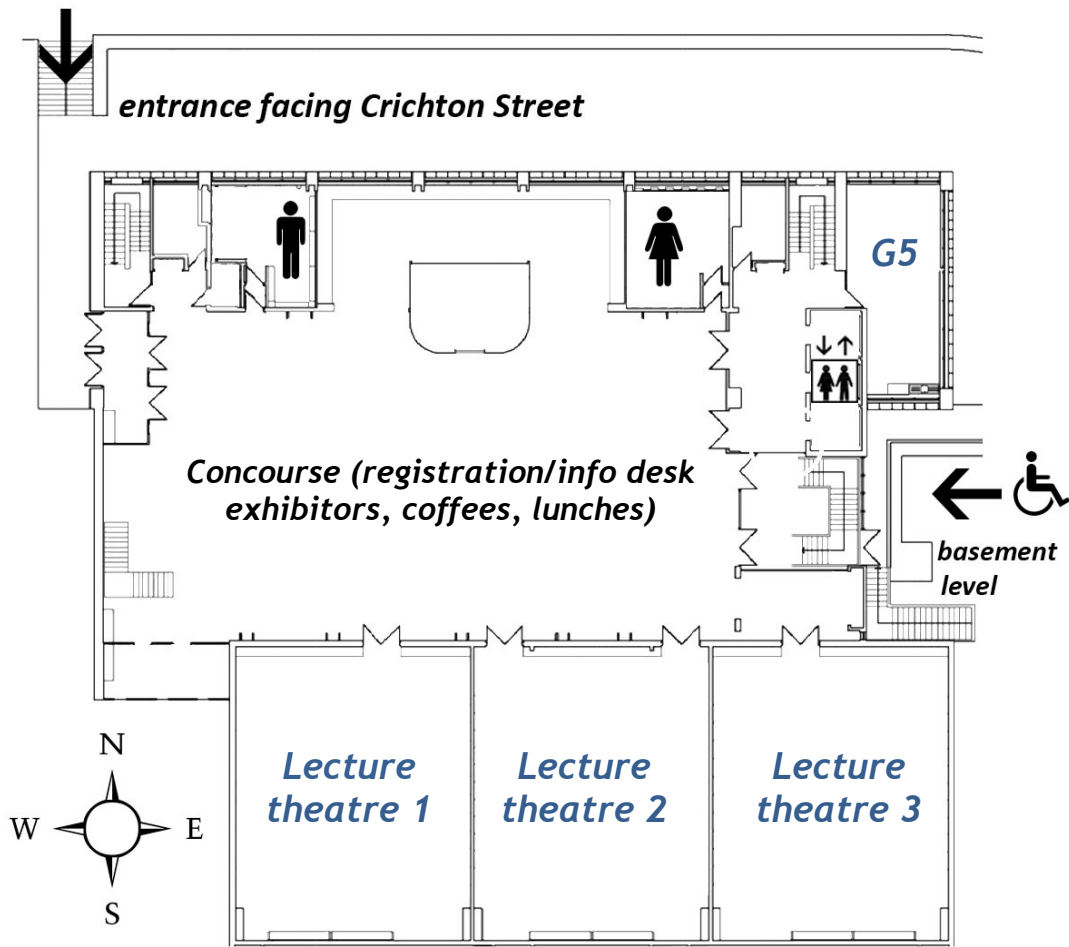 entrance facing Crichton Street
G5
Concourse (registration/info desk
exhibitors, coffees, lunches)
basement
level
Lecture
theatre 1
Lecture
theatre 2
Lecture
theatre 3
N
W
E
S